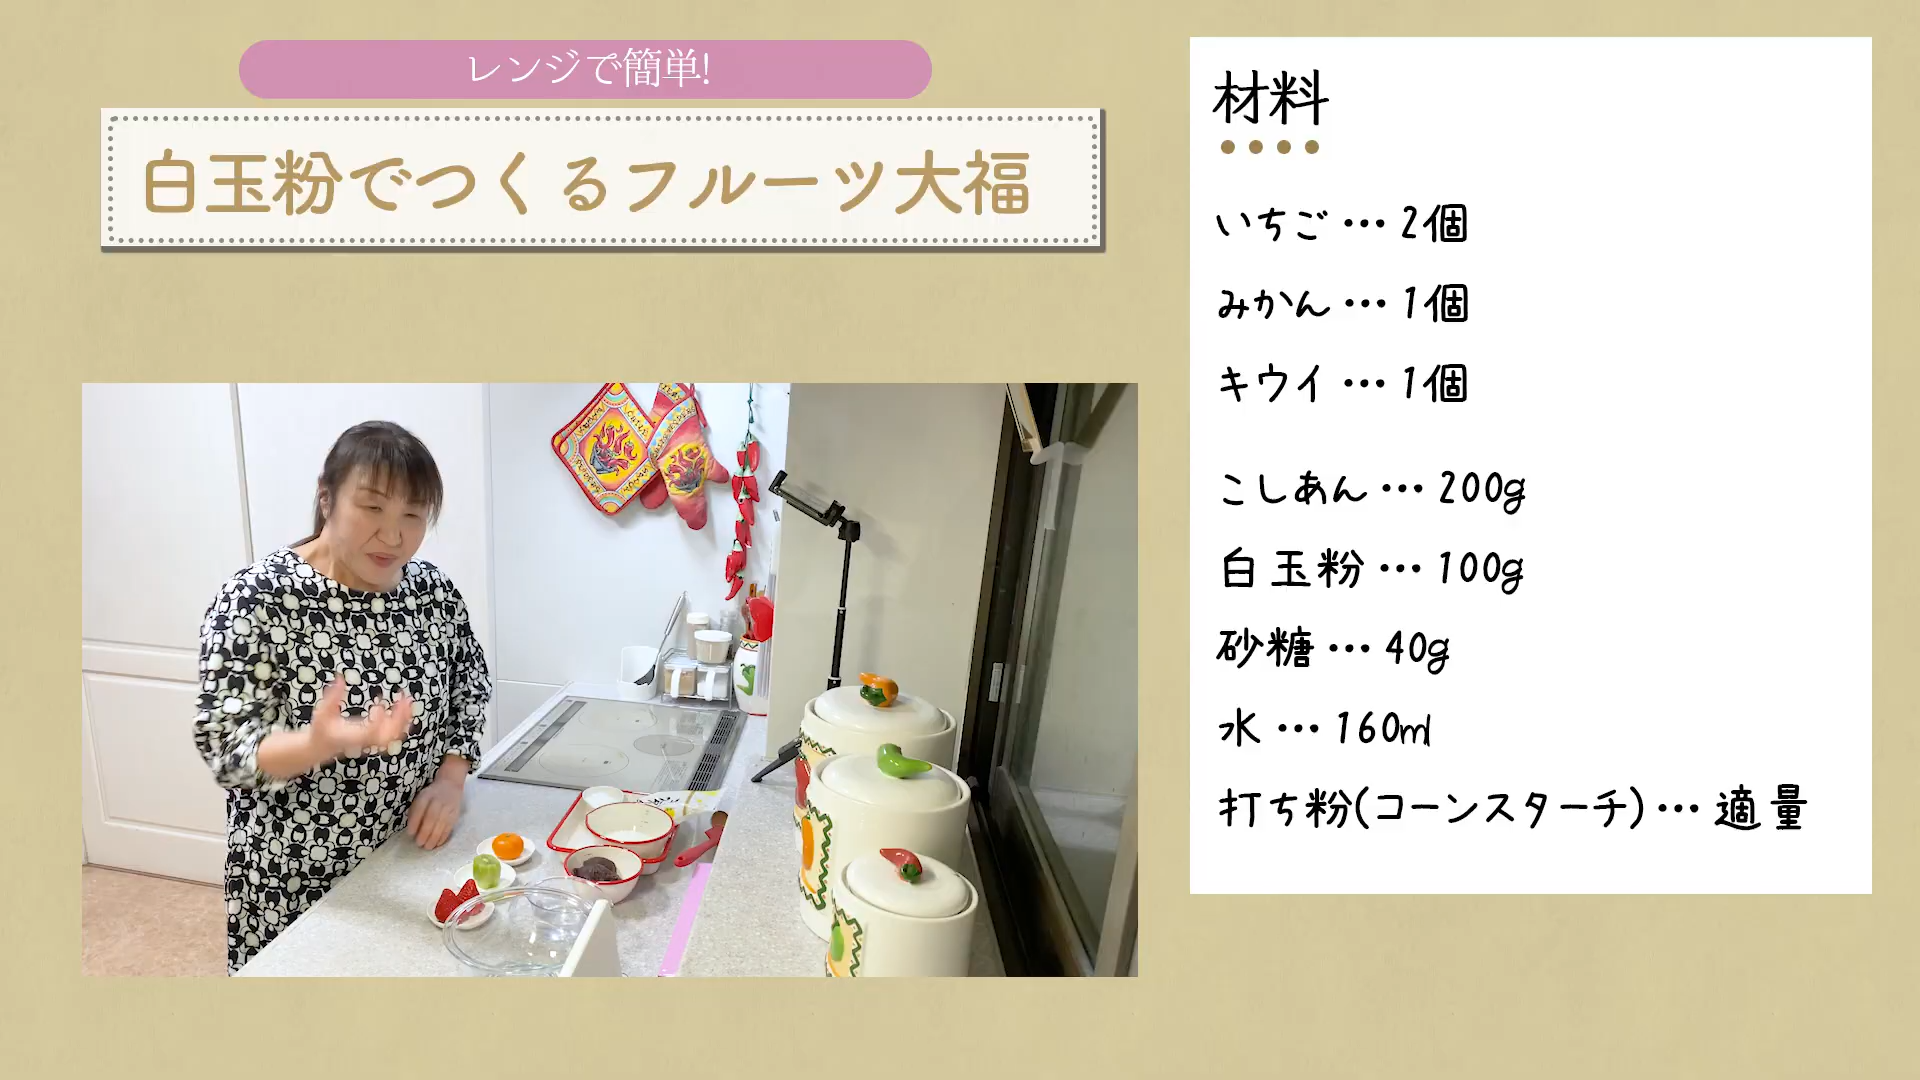 レンジで簡単!
白玉粉でつくるフルーツ大福
材料
いちご … 2個
みかん … 1個
キウイ … 1個
こしあん … 200g
白玉粉 … 100g
砂糖 … 40g
水 … 160ml
打ち粉(コーンスターチ) … 適量